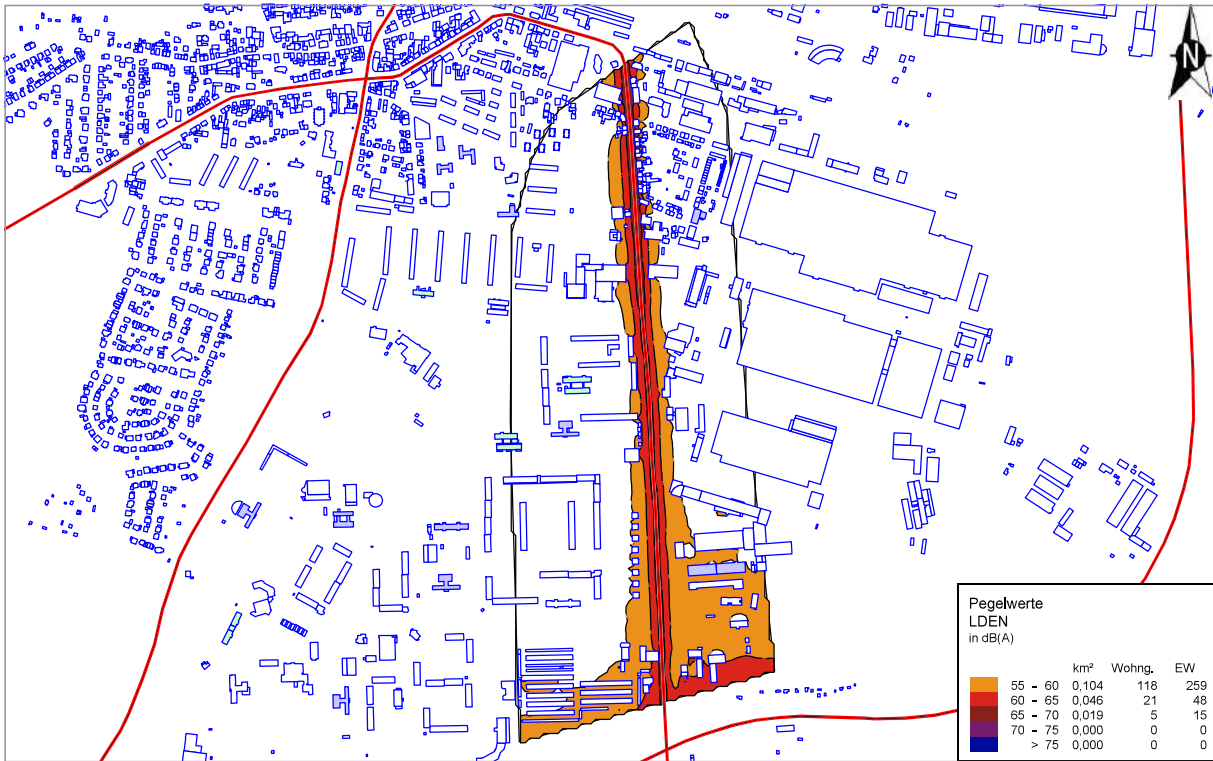 N
Pegelwerte
LDEN
in dB(A)
km² Wohng. EW
55 - 60 0,104 118 259
60 - 65 0,046 21 48
65 - 70 0,019 5 15
70 - 75 0,000 0 0
> 75 0,000 0 0